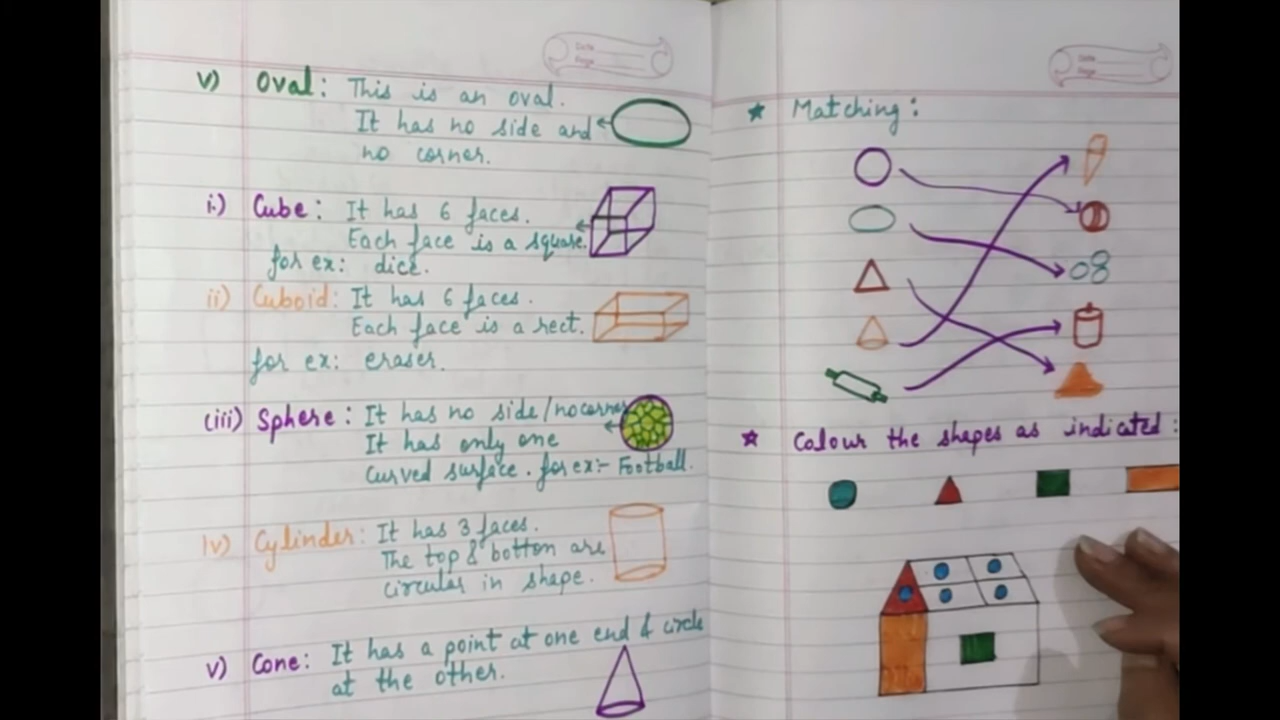 Date
Page
v) Oval: This is an oval.
It has no side and
no corner.
i.) Cube: It has 6 faces.
Each face is a square.
for ex: dice.
ii) Cuboid: It has 6 faces.
Each face is a rect.
for ex: eraser.
(iii) Sphere: It has no side/no corner
It has only one
curved surface. for ex:- Football.
iv) Cylinder: It has 3 faces.
The top & bottom are
circular in shape.
v) Cone: It has a point at one end & circle
at the other.
Date
Page
★ Matching:
☆ Colour the shapes as indicated: